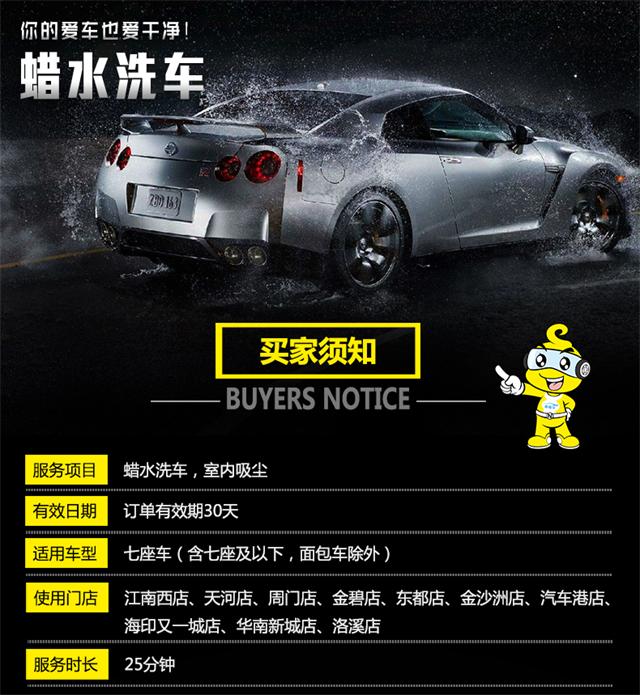 你的爱车也爱干净！
蜡水洗车
买家须知
BUYERS NOTICE
服务项目 蜡水洗车，室内吸尘
有效日期 订单有效期30天
适用车型 七座车（含七座及以下，面包车除外）
使用门店 江南西店、天河店、周门店、金碧店、东都店、金沙洲店、汽车港店、
海印又一城店、华南新城店、洛溪店
服务时长 25分钟